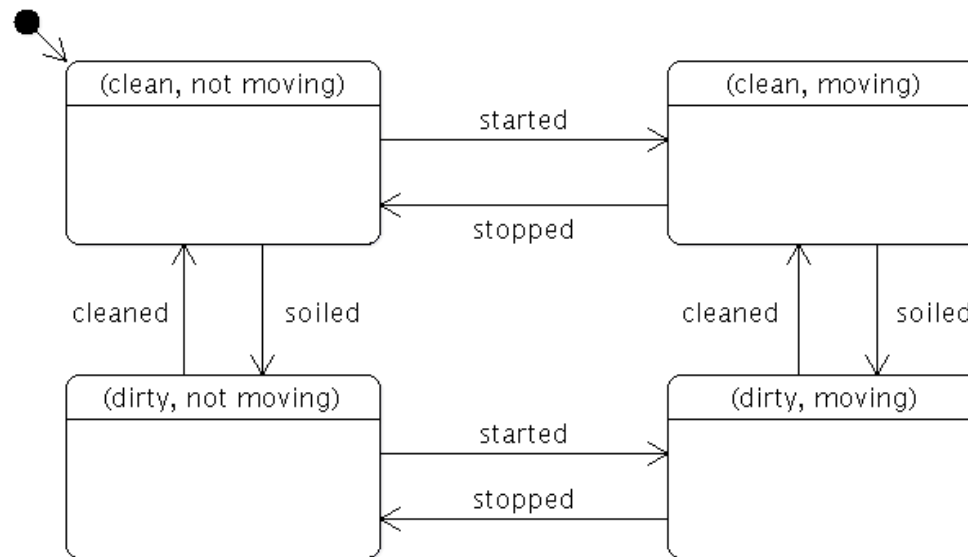 (clean, not moving)
(clean, moving)
started
stopped
cleaned
soiled
cleaned
soiled
(dirty, not moving)
(dirty, moving)
started
stopped